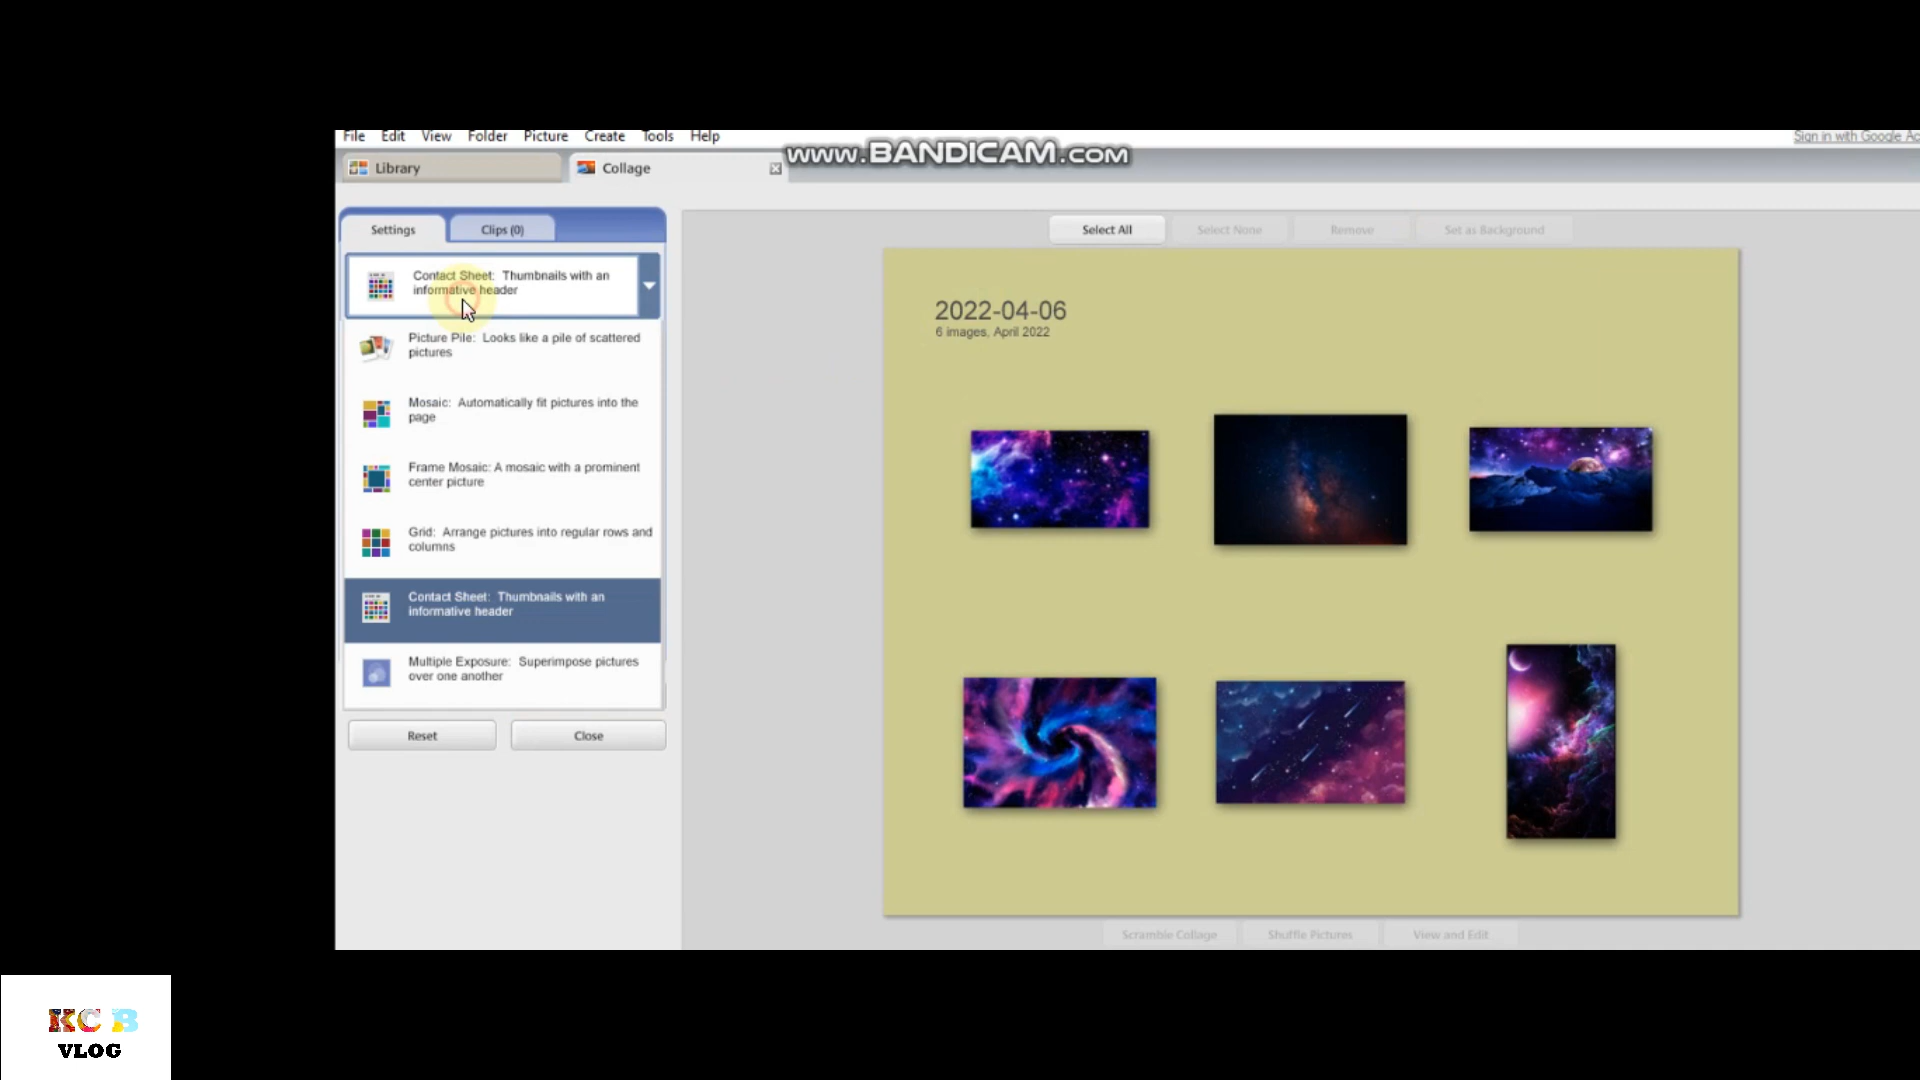 File Edit View Folder Picture Create Tools Help
Sign in with Google Ac
www.BANDICAM.com
Library
Collage
Settings
Clips (0)
Select All
Select None
Remove
Set as Background
Contact Sheet: Thumbnails with an
informative header
Picture Pile: Looks like a pile of scattered
pictures
Mosaic: Automatically fit pictures into the
page
Frame Mosaic: A mosaic with a prominent
center picture
Grid: Arrange pictures into regular rows and
columns
Contact Sheet: Thumbnails with an
informative header
Multiple Exposure: Superimpose pictures
over one another
Reset
Close
2022-04-06
6 images, April 2022
Scramble Collage
Shuffle Pictures
View and Edit
KC B
VLOG